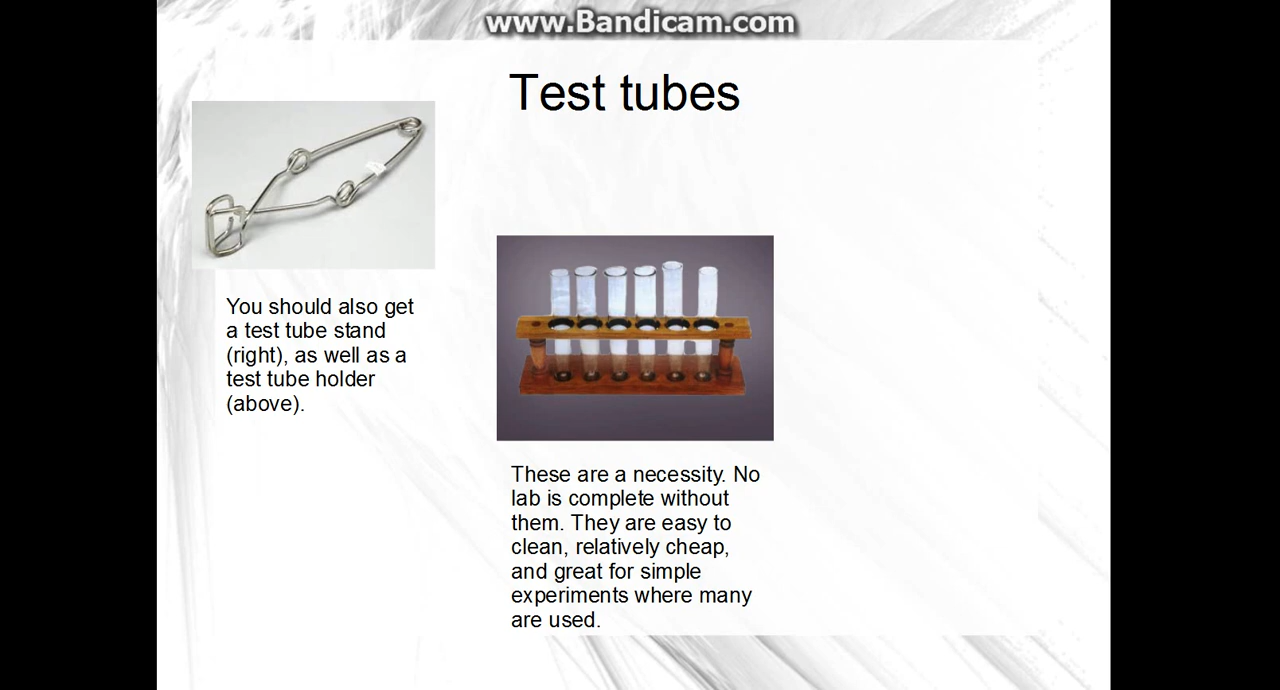 www.Bandicam.com
Test tubes
You should also get
a test tube stand
(right), as well as a
test tube holder
(above).
These are a necessity. No
lab is complete without
them. They are easy to
clean, relatively cheap,
and great for simple
experiments where many
are used.